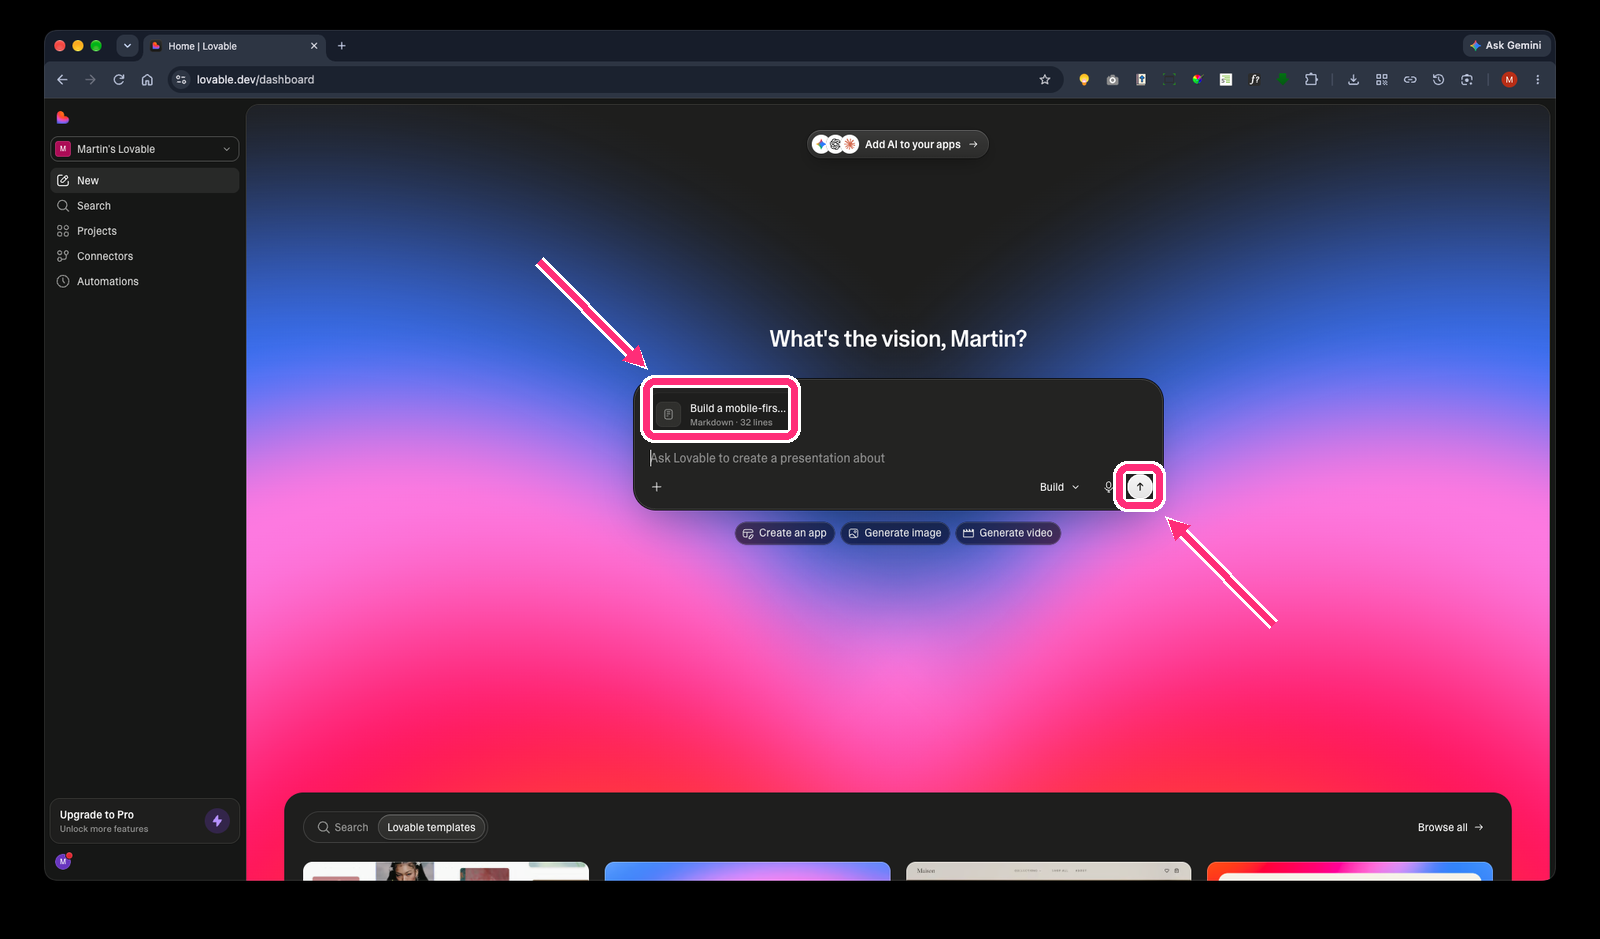 Home | Lovable
Ask Gemini
lovable.dev/dashboard
f?
M
M Martin's Lovable
New
Search
Projects
Connectors
Automations
Add AI to your apps
What's the vision, Martin?
Build a mobile-firs...
Markdown · 32 lines
Ask Lovable to create a presentation about
Build
Create an app
Generate image
Generate video
Upgrade to Pro
Unlock more features
M
Search
Lovable templates
Browse all
Maison